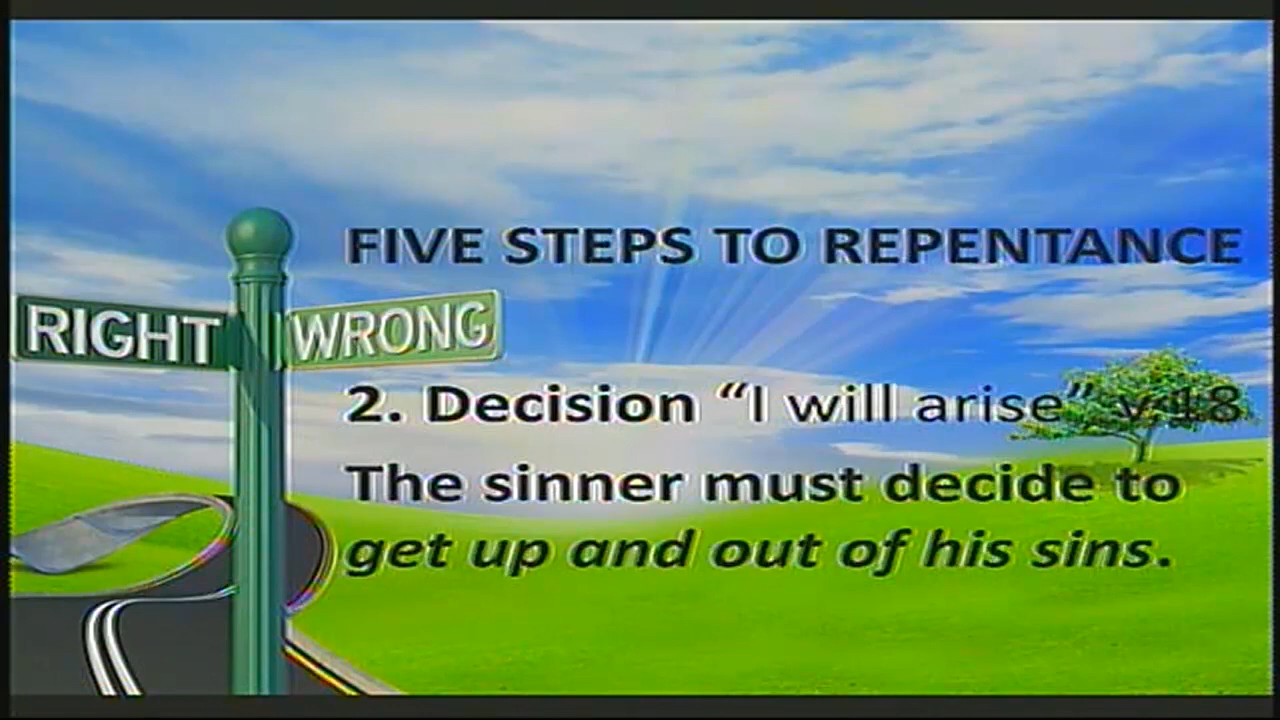 FIVE STEPS TO REPENTANCE
RIGHT
WRONG
2. Decision “I will arise” v 18
The sinner must decide to
get up and out of his sins.